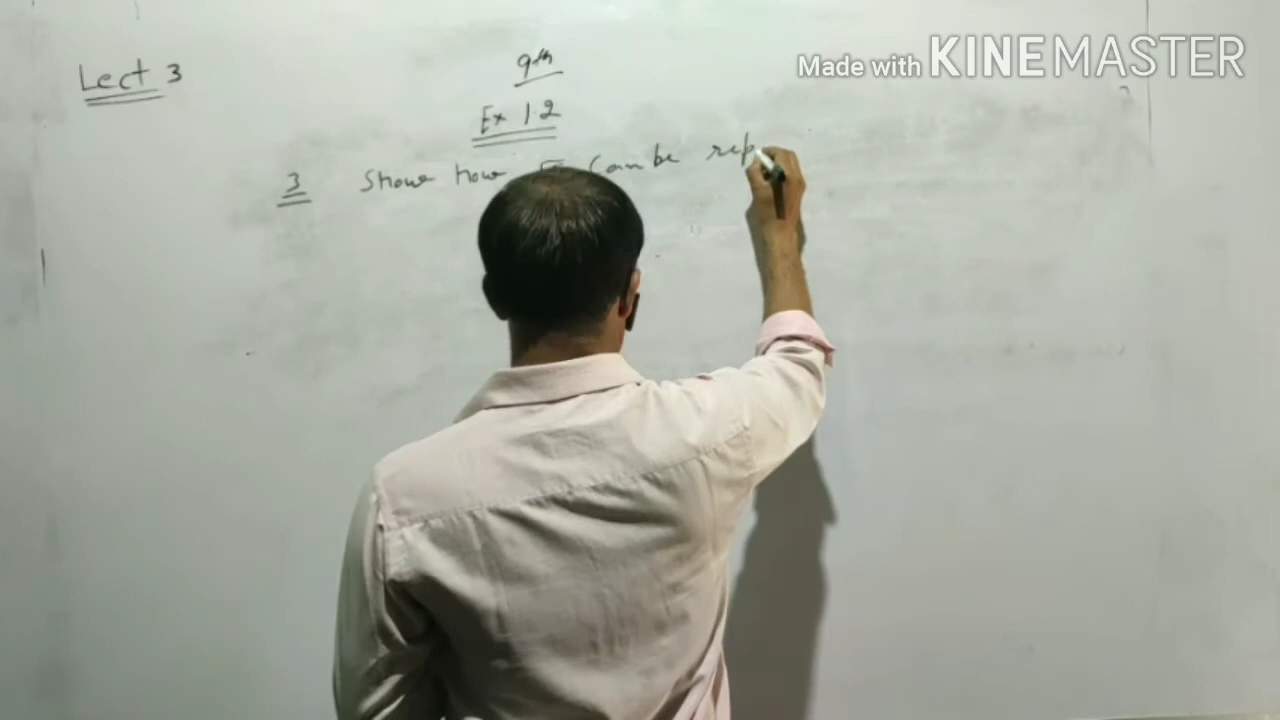 Lect 3
9th
Made with KINEMASTER
Ex 1.2
3 Show how can be rep